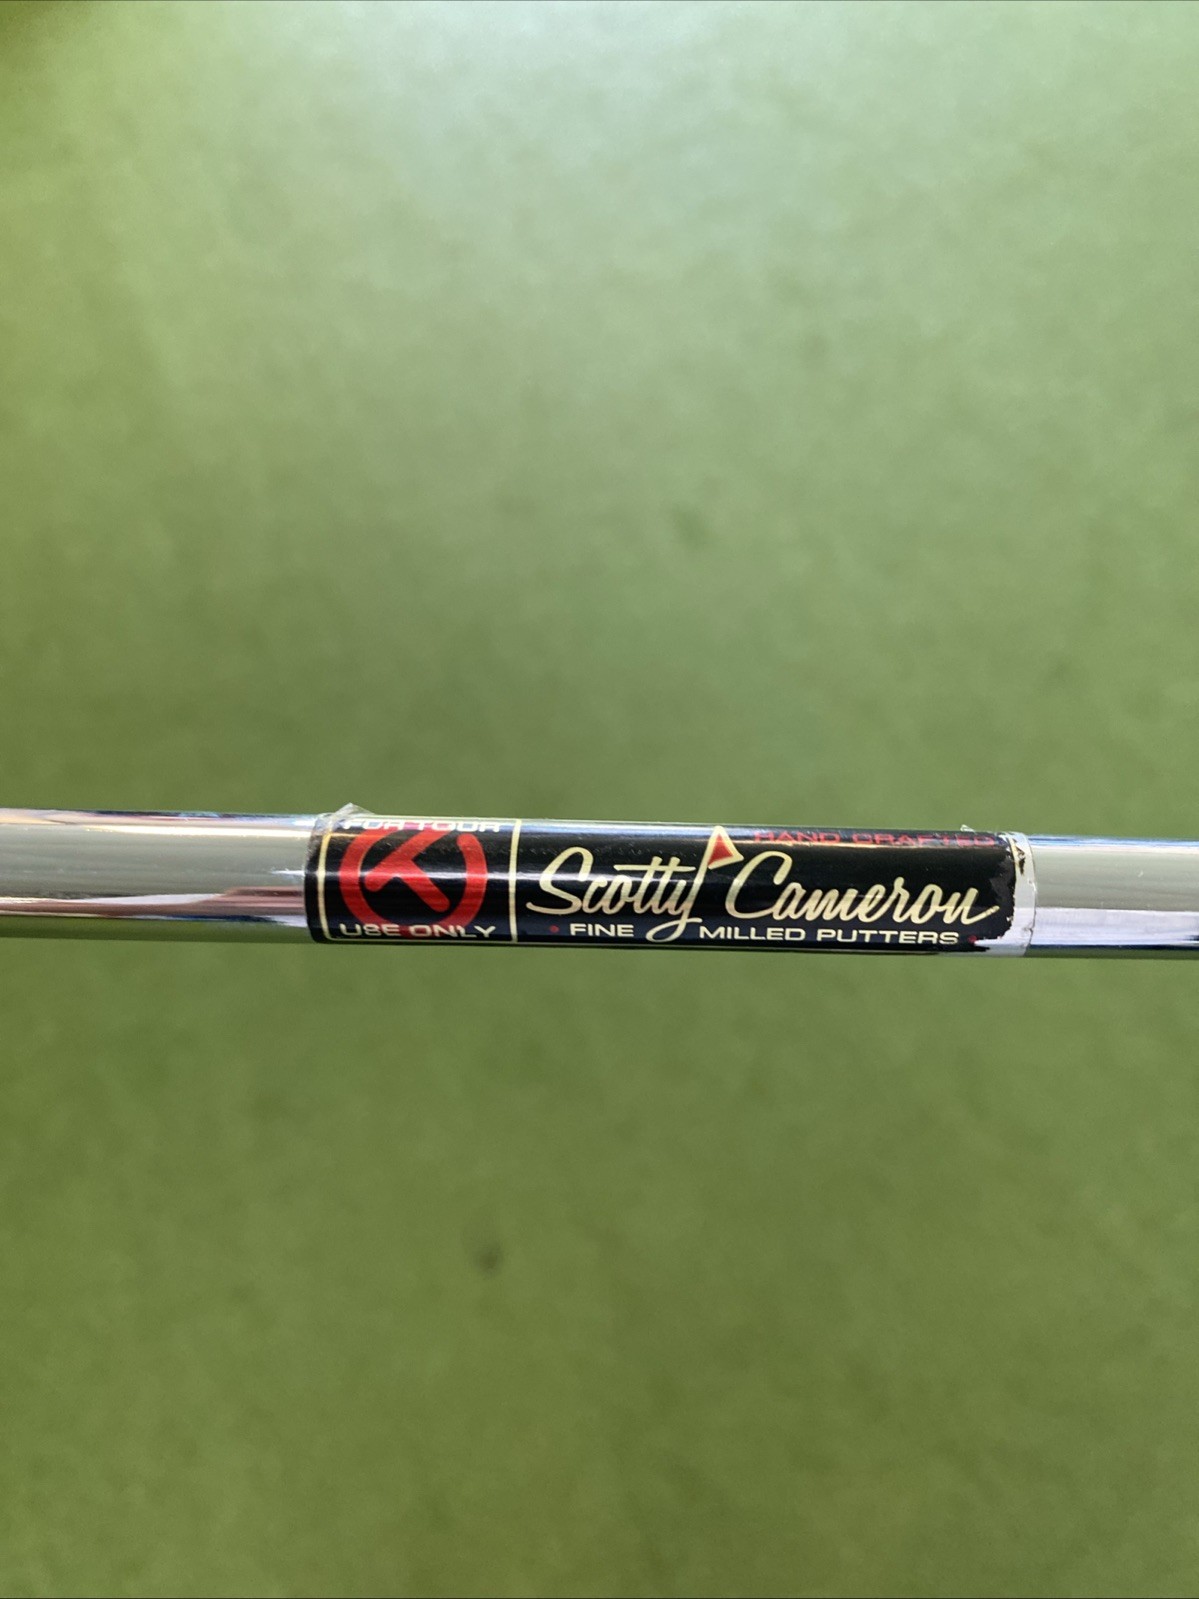 FOR TOUR
USE ONLY
HAND CRAFTED
Scotty Cameron
FINE MILLED PUTTERS